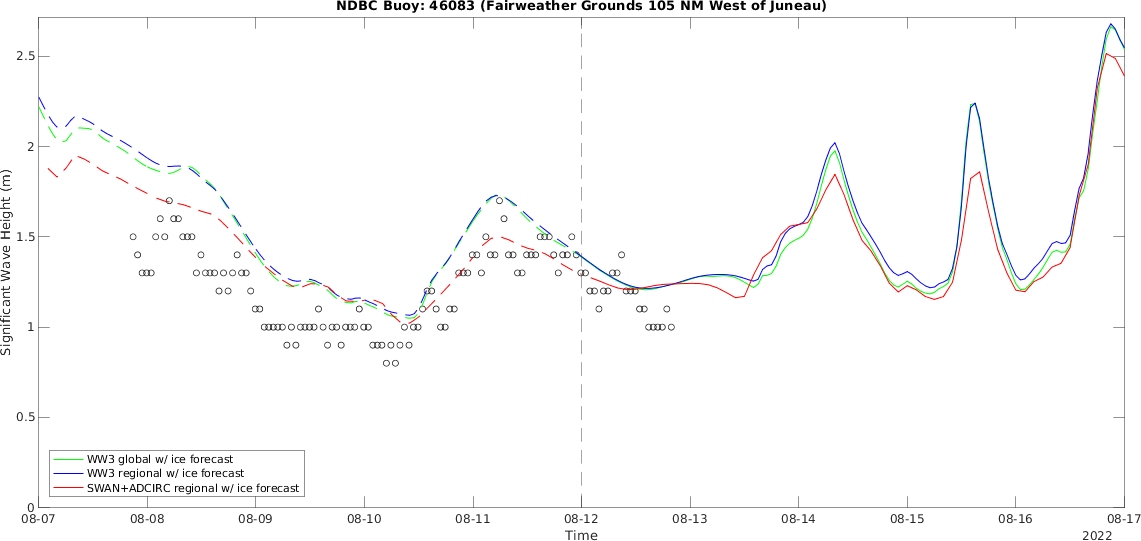 NDBC Buoy: 46083 (Fairweather Grounds 105 NM West of Juneau)
Significant Wave Height (m)
2.5
2
1.5
1
0.5
0
WW3 global w/ ice forecast
WW3 regional w/ ice forecast
SWAN+ADCIRC regional w/ ice forecast
08-07 08-08 08-09 08-10 08-11 08-12 08-13 08-14 08-15 08-16 08-17
Time
2022